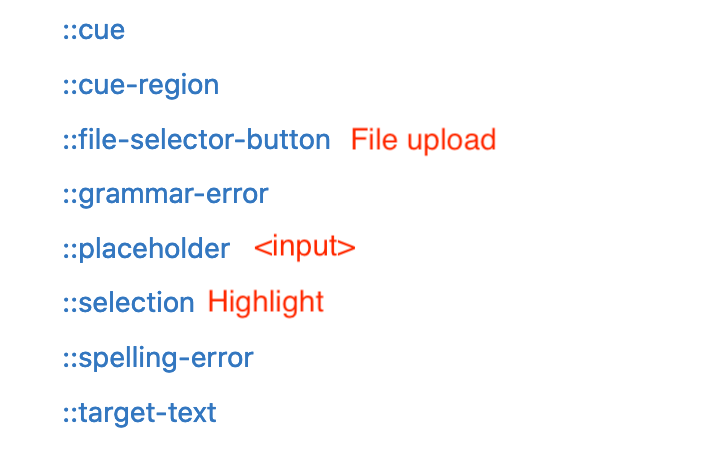 ::cue
::cue-region
::file-selector-button File upload
::grammar-error
::placeholder <input>
::selection Highlight
::spelling-error
::target-text